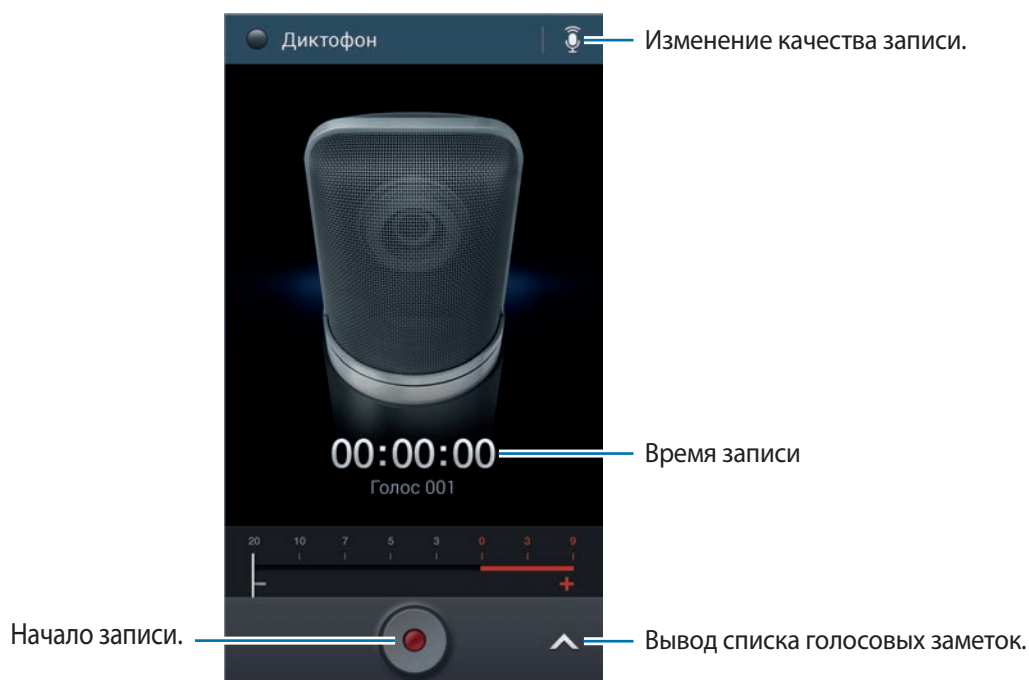 Диктофон
Изменение качества записи.
00:00:00
Время записи
Голос 001
20 10 7 5 3 0 3 9
− +
Начало записи.
Вывод списка голосовых заметок.